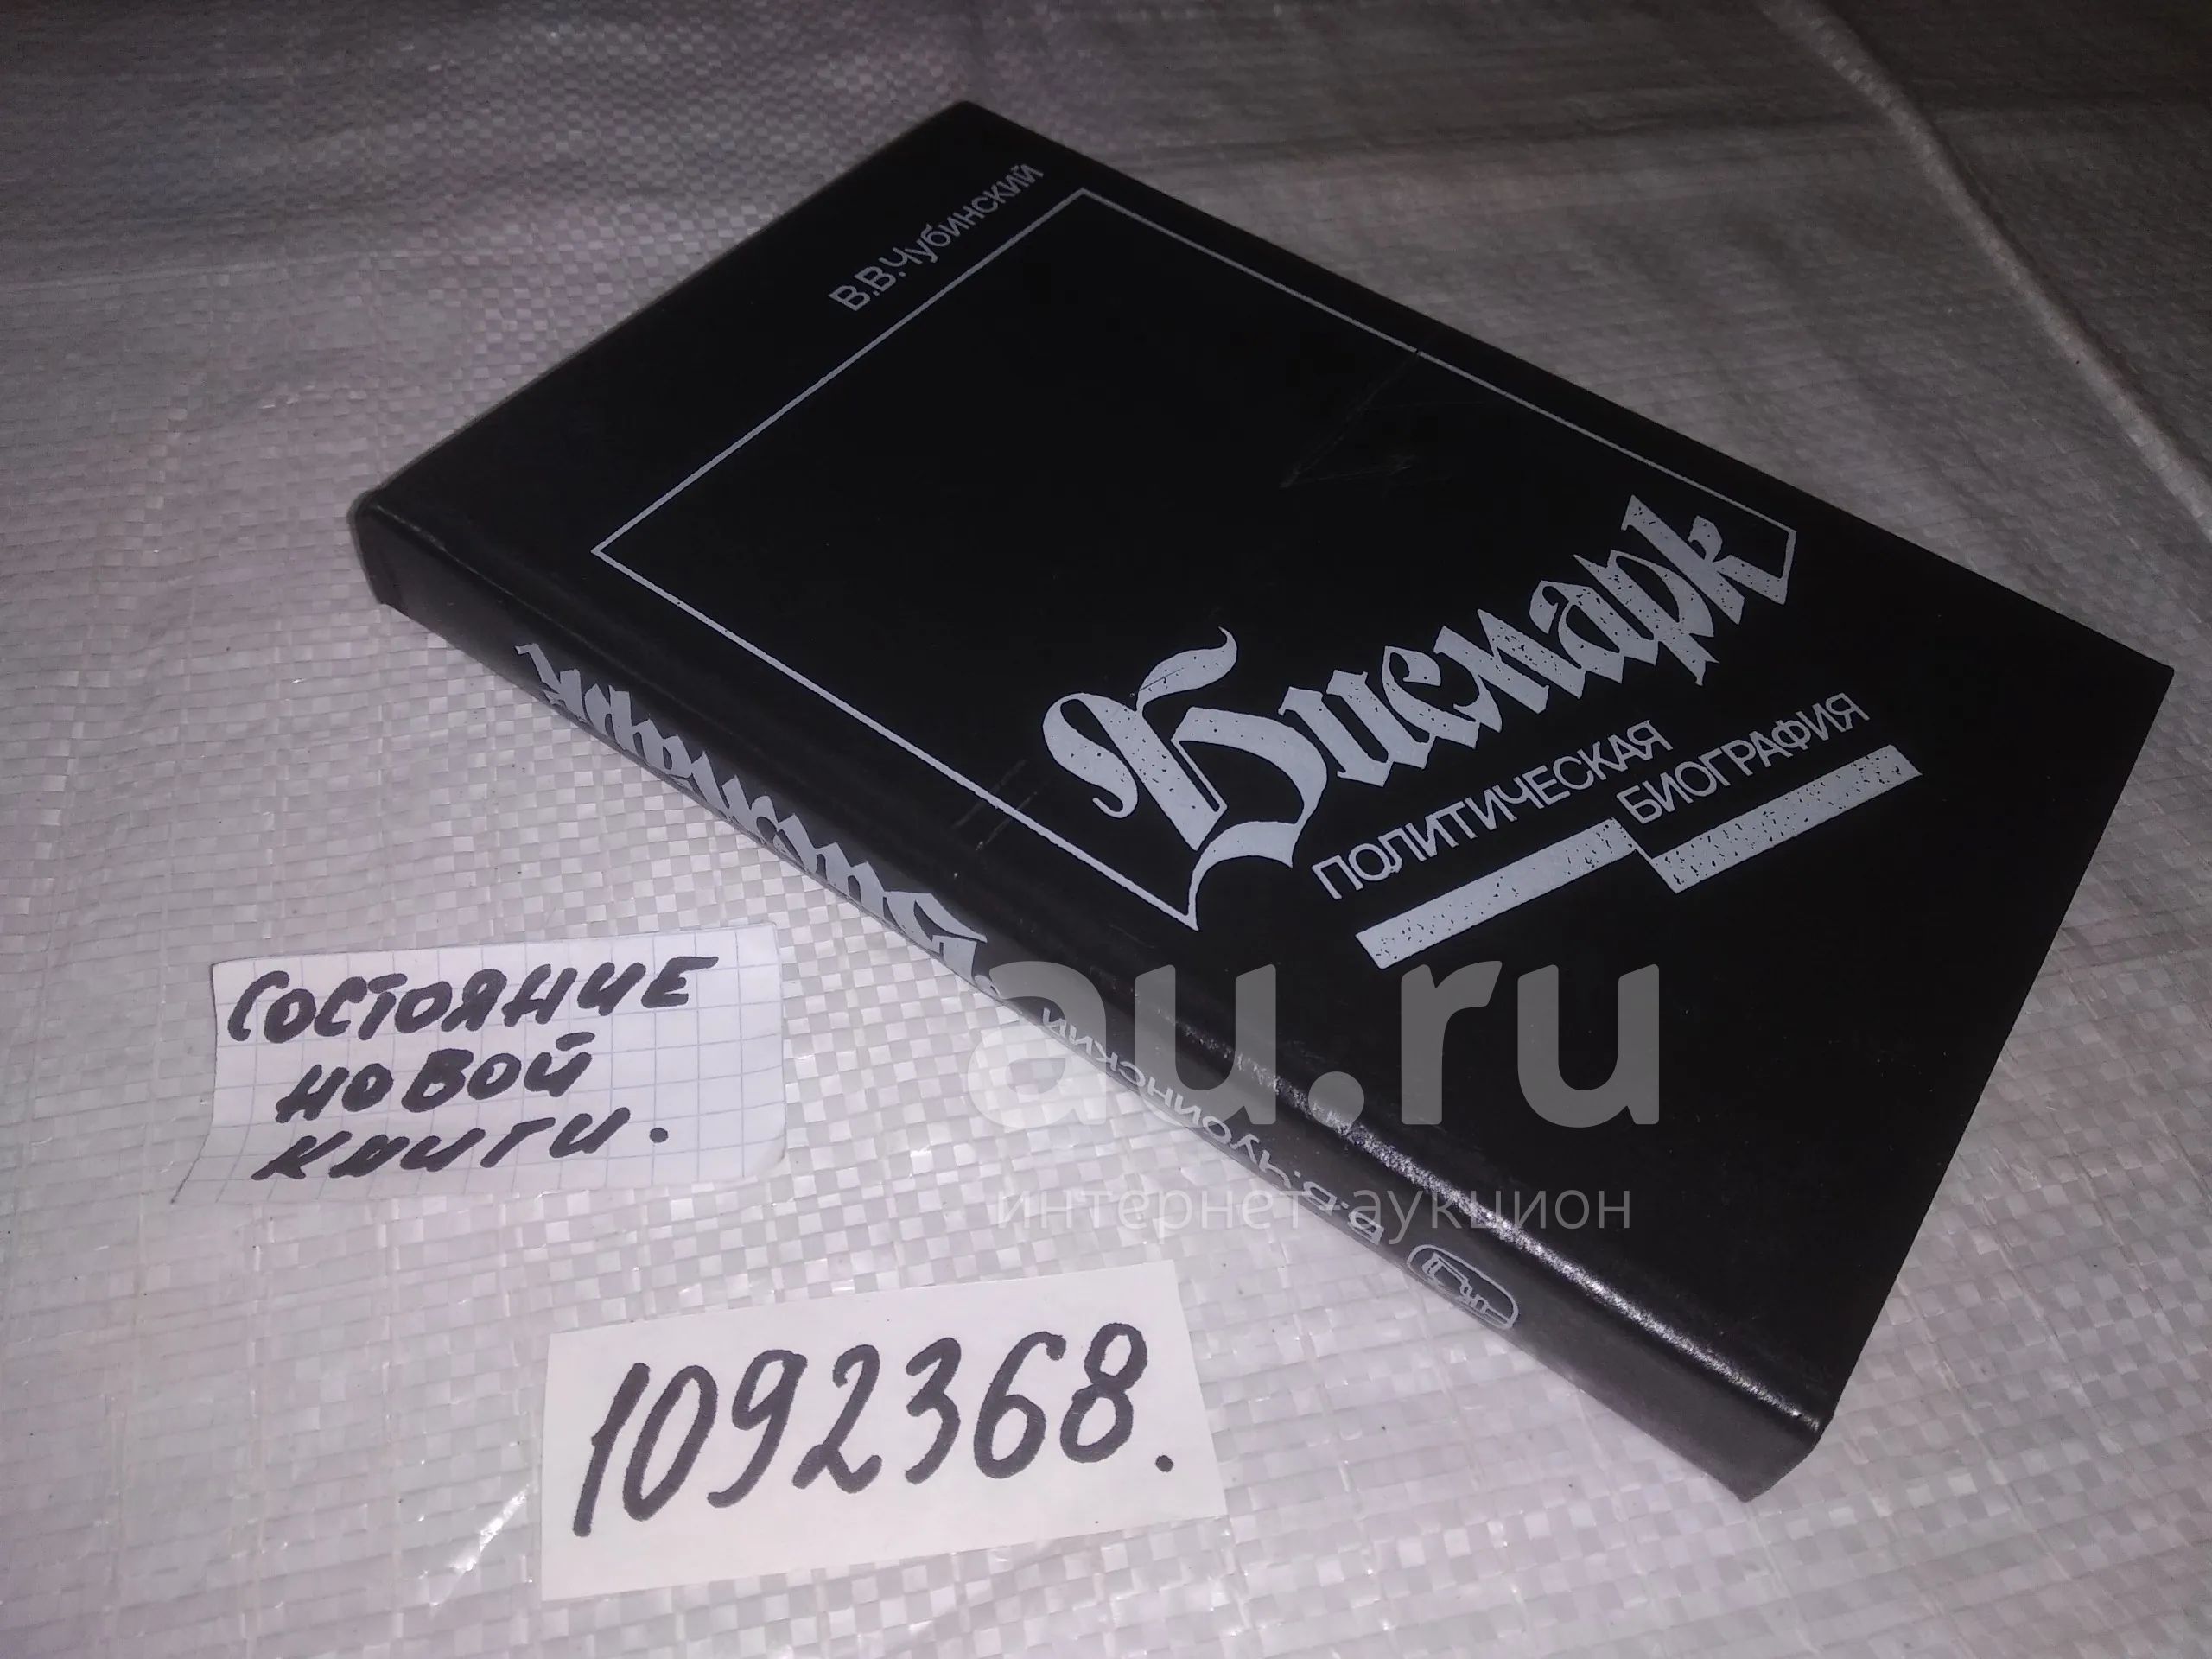 В.В.Чубинский
Бисмарк
ПОЛИТИЧЕСКАЯ
БИОГРАФИЯ
Бисмарк
В.В.Чубинский
СОСТОЯНИЕ
НОВОЙ
КНИГИ.
au.ru
интернет-аукцион
1092368.